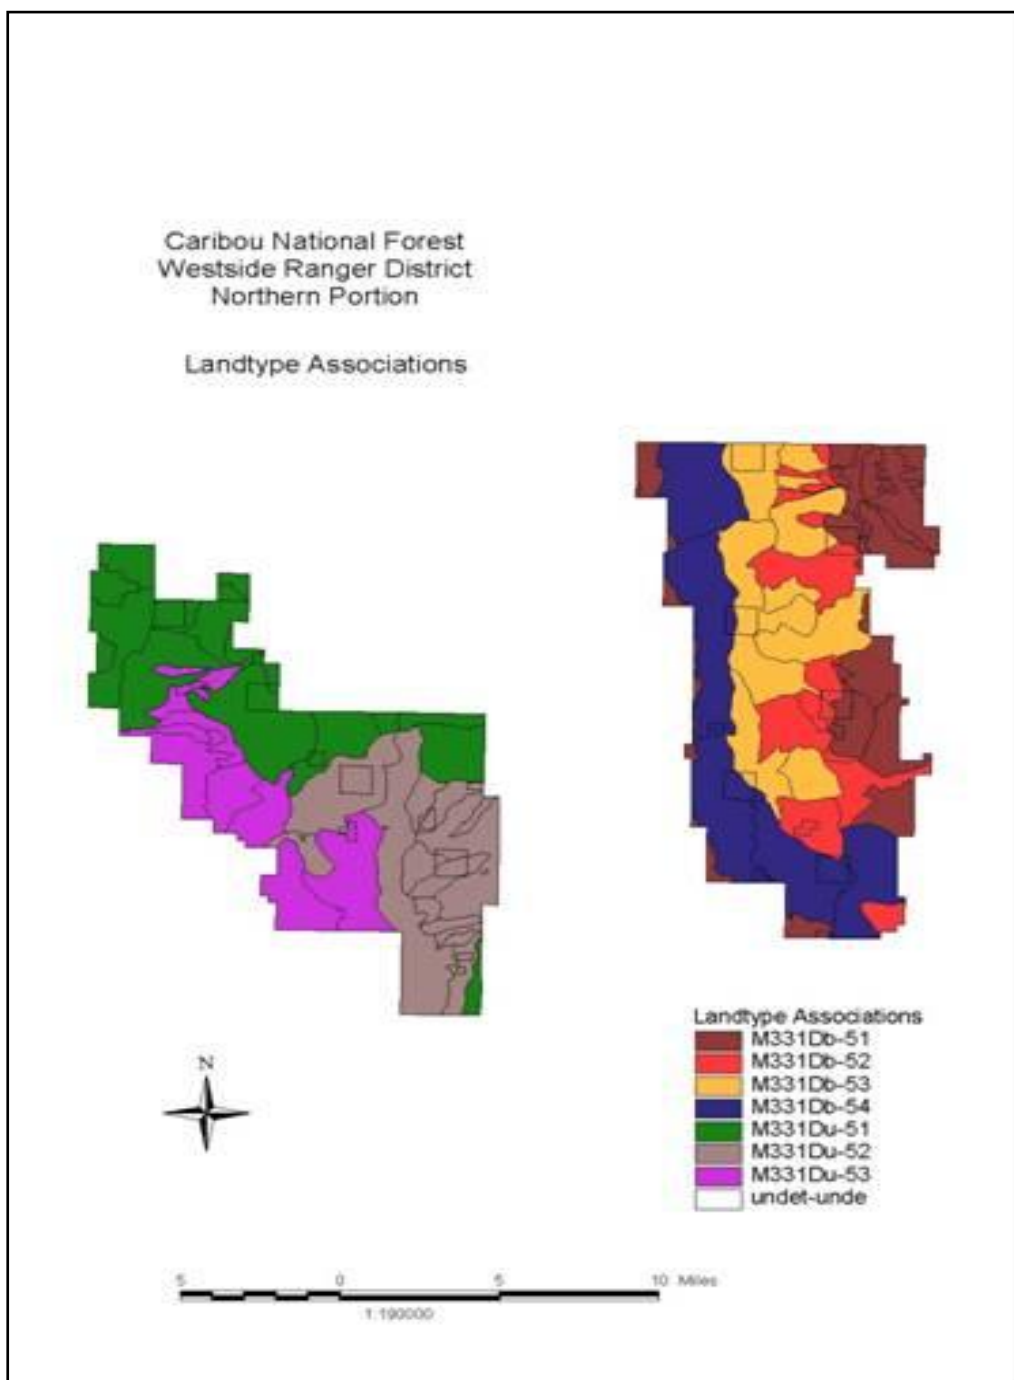 Caribou National Forest
Westside Ranger District
Northern Portion
Landtype Associations
Landtype Associations
M331Db-51
M331Db-52
M331Db-53
M331Db-54
M331Du-51
M331Du-52
M331Du-53
undet-unde
N
5 0 5 10 Miles
1:190000